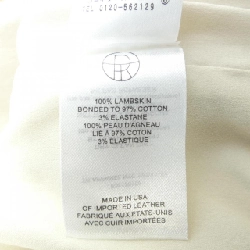 100% LAMBSKIN
BONDED TO 97% COTTON
3% ELASTANE
100% PEAU D'AGNEAU
LIE À 97% COTON
3% ELASTIQUE
MADE IN USA
OF IMPORTED LEATHER
FABRIQUE AUX ETATS-UNIS
AVEC CUIR IMPORTÉS